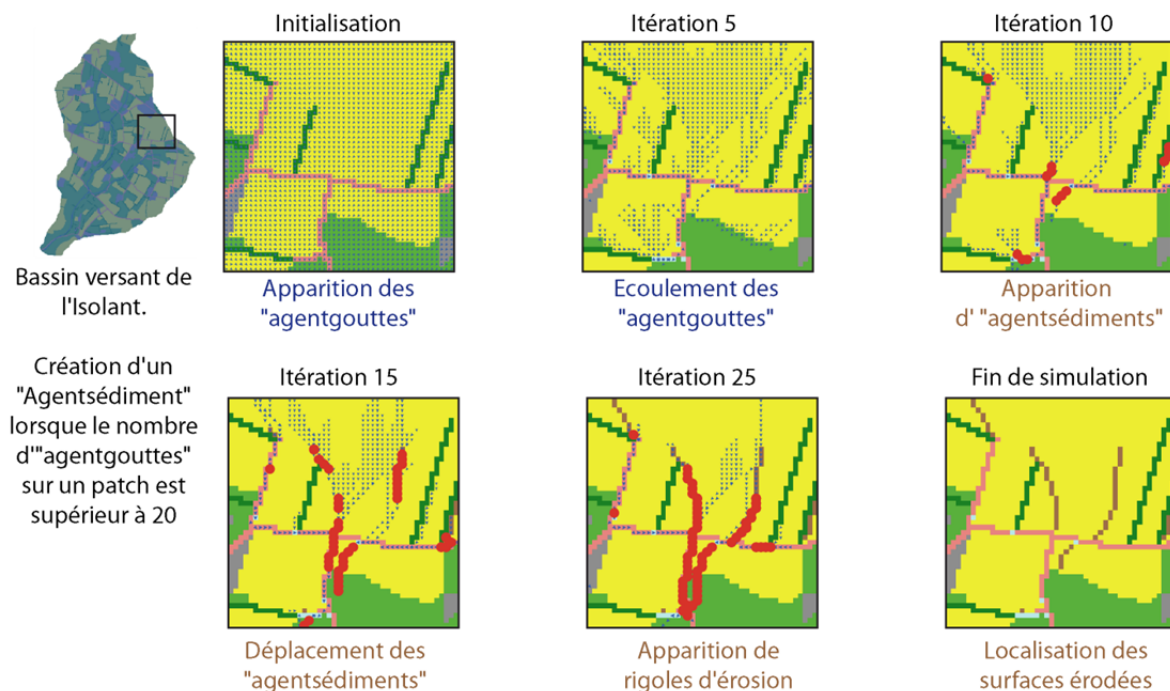 Initialisation
Itération 5
Itération 10
Bassin versant de
l'Isolant.
Apparition des
"agentgouttes"
Ecoulement des
"agentgouttes"
Apparition
d' "agentsédiments"
Création d'un
"Agentsédiment"
lorsque le nombre
d'"agentgouttes"
sur un patch est
supérieur à 20
Itération 15
Itération 25
Fin de simulation
Déplacement des
"agentsédiments"
Apparition de
rigoles d'érosion
Localisation des
surfaces érodées